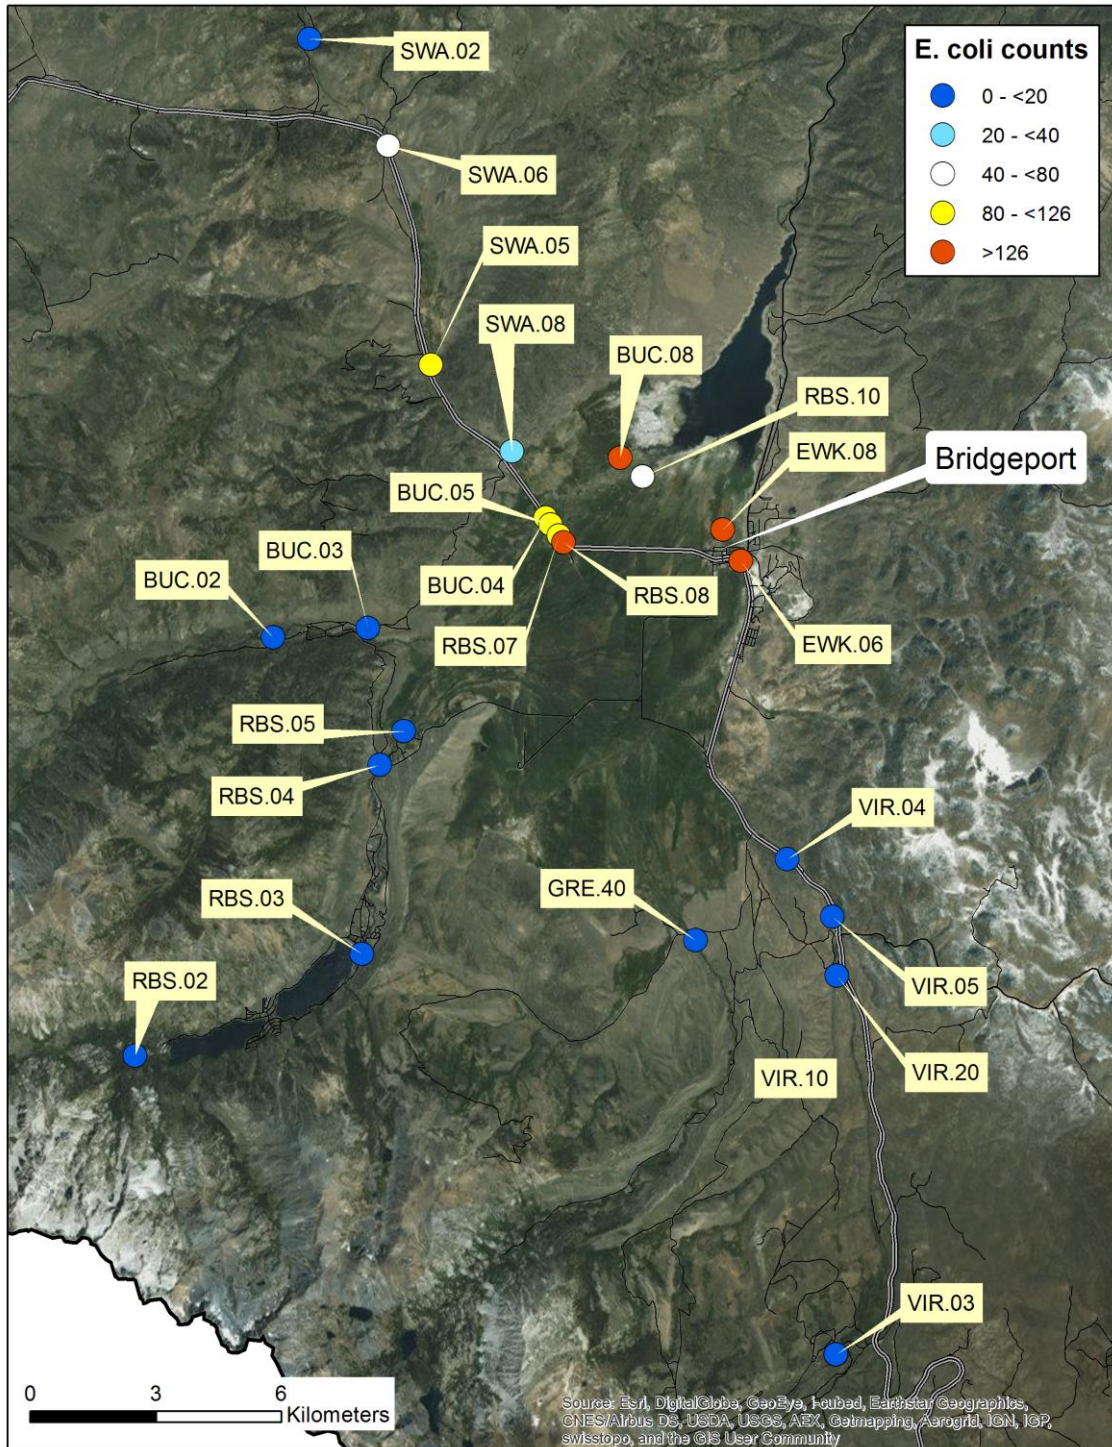 SWA.02
E. coli counts
0 - <20
20 - <40
40 - <80
80 - <126
>126
SWA.06
SWA.05
SWA.08
BUC.08
RBS.10
EWK.08
Bridgeport
BUC.05
BUC.03
BUC.02
BUC.04
RBS.08
RBS.07
EWK.06
RBS.05
RBS.04
VIR.04
GRE.40
RBS.03
RBS.02
VIR.05
VIR.10
VIR.20
VIR.03
0 3 6
Kilometers
Source: Esri, DigitalGlobe, GeoEye, i-cubed, Earthstar Geographics,
CNES/Airbus DS, USDA, USGS, AEX, Getmapping, Aerogrid, IGN, IGP,
swisstopo, and the GIS User Community